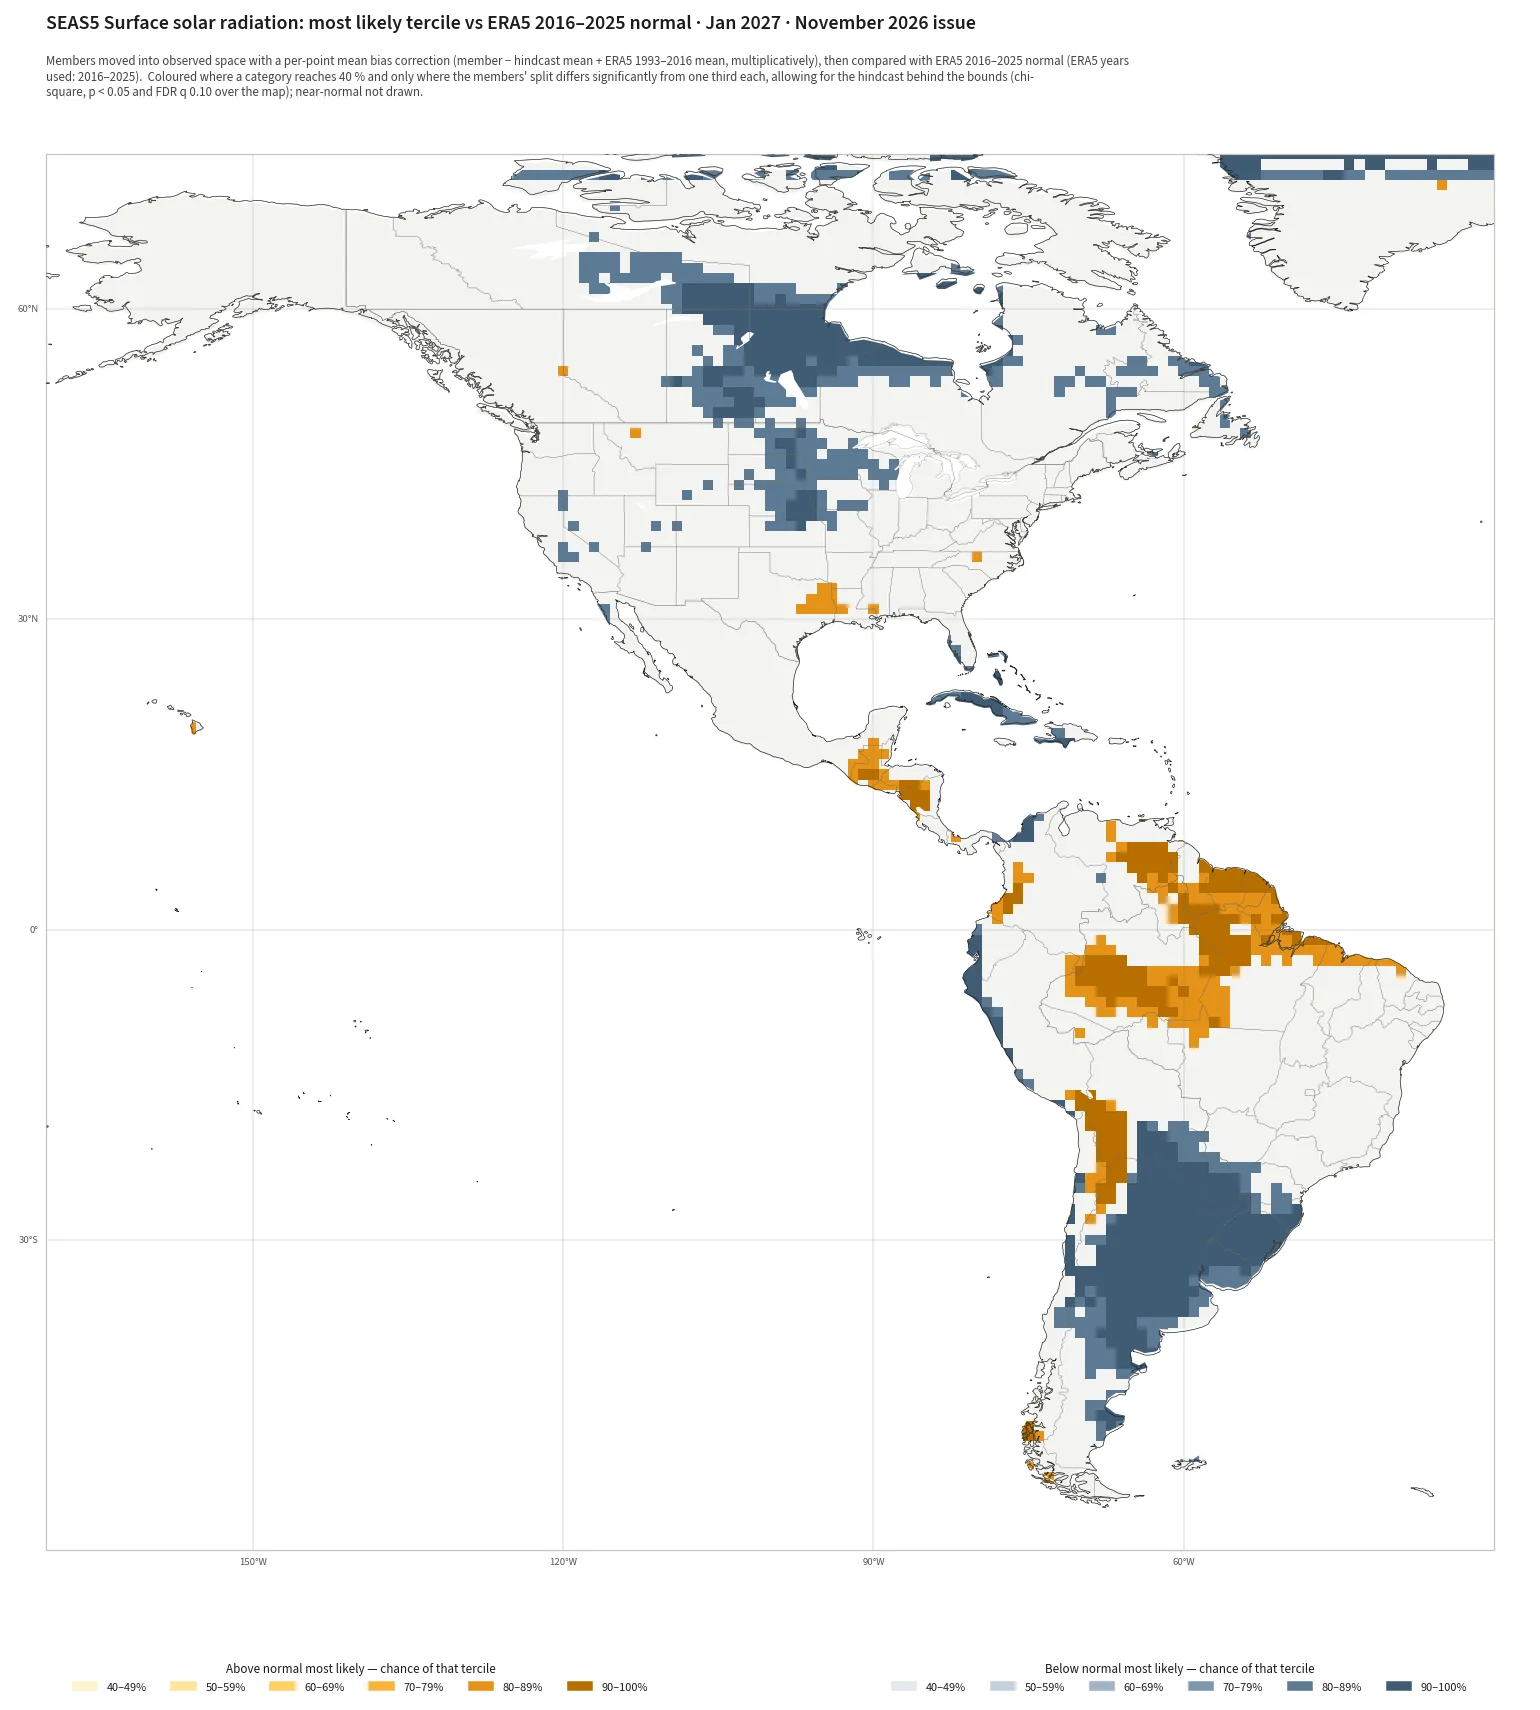 SEAS5 Surface solar radiation: most likely tercile vs ERA5 2016–2025 normal · Jan 2027 · November 2026 issue
Members moved into observed space with a per-point mean bias correction (member − hindcast mean + ERA5 1993–2016 mean, multiplicatively), then compared with ERA5 2016–2025 normal (ERA5 years
used: 2016–2025).  Coloured where a category reaches 40 % and only where the members' split differs significantly from one third each, allowing for the hindcast behind the bounds (chi-
square, p < 0.05 and FDR q 0.10 over the map); near-normal not drawn.
60°N
30°N
0°
30°S
150°W 120°W 90°W 60°W
Above normal most likely — chance of that tercile
40–49% 50–59% 60–69% 70–79% 80–89% 90–100%
Below normal most likely — chance of that tercile
40–49% 50–59% 60–69% 70–79% 80–89% 90–100%